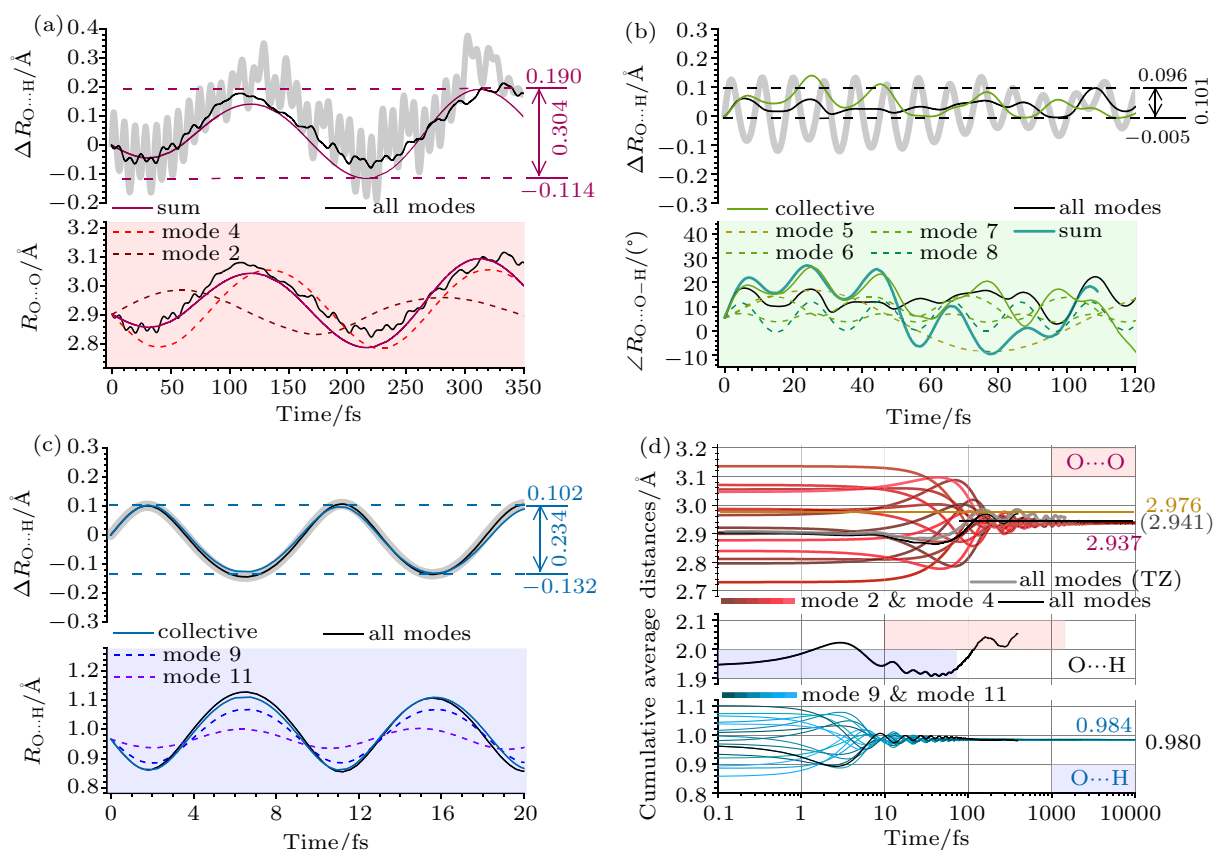 (a)
0.4
0.3
0.2
0.1
0
−0.1
−0.2
ΔR_O···H/Å
0.190
0.304
−0.114
sum
all modes
3.2
3.1
3.0
2.9
2.8
R_O···O/Å
mode 4
mode 2
0
50
100
150
200
250
300
350
Time/fs
(b)
0.3
0.2
0.1
0
−0.1
−0.2
−0.3
ΔR_O···H/Å
0.096
0.101
−0.005
collective
all modes
40
30
20
10
0
−10
∠R_O···O−H/(°)
mode 5
mode 7
sum
mode 6
mode 8
0
20
40
60
80
100
120
Time/fs
(c)
0.3
0.2
0.1
0
−0.1
−0.2
−0.3
ΔR_O···H/Å
0.102
0.234
−0.132
collective
all modes
1.2
1.1
1.0
0.9
0.8
R_O···H/Å
mode 9
mode 11
0
4
8
12
16
20
Time/fs
(d)
3.2
3.1
3.0
2.9
2.8
2.7
Cumulative average distances/Å
O···O
2.976
(2.941)
2.937
all modes (TZ)
mode 2 & mode 4
all modes
2.1
2.0
1.9
O···H
mode 9 & mode 11
1.1
1.0
0.9
0.8
0.984
0.980
O···H
0.1
1
10
100
1000
10000
Time/fs